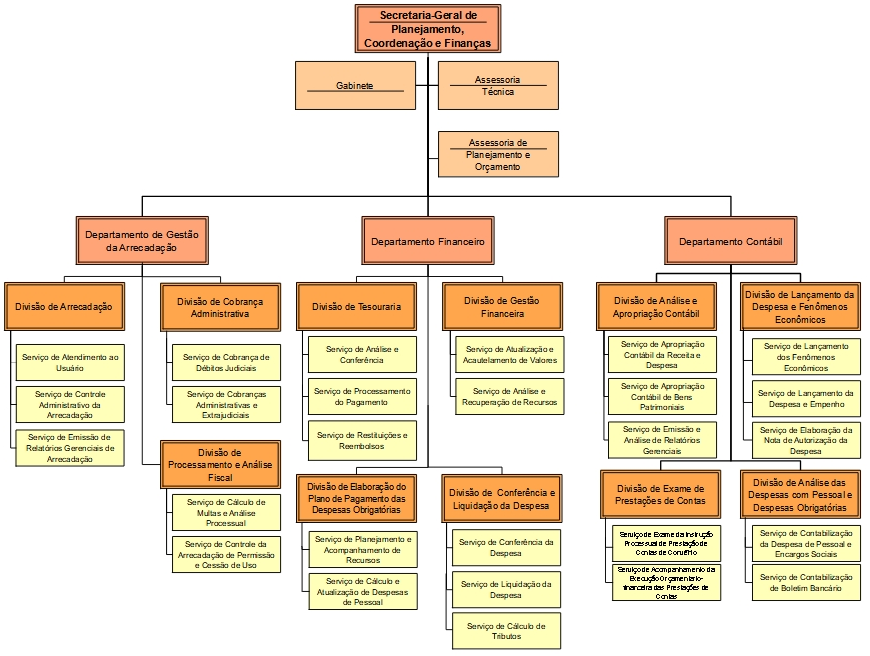 Secretaria-Geral de
Planejamento,
Coordenação e Finanças
Gabinete
Assessoria
Técnica
Assessoria de
Planejamento e
Orçamento
Departamento de Gestão
da Arrecadação
Departamento Financeiro
Departamento Contábil
Divisão de Arrecadação
Divisão de Cobrança
Administrativa
Divisão de Tesouraria
Divisão de Gestão
Financeira
Divisão de Análise e
Apropriação Contábil
Divisão de Lançamento da
Despesa e Fenômenos
Econômicos
Serviço de Atendimento ao
Usuário
Serviço de Controle
Administrativo da
Arrecadação
Serviço de Emissão de
Relatórios Gerenciais de
Arrecadação
Serviço de Cobrança de
Débitos Judiciais
Serviço de Cobranças
Administrativas e
Extrajudiciais
Serviço de Análise e
Conferência
Serviço de Processamento
do Pagamento
Serviço de Restituições e
Reembolsos
Serviço de Atualização e
Acautelamento de Valores
Serviço de Análise e
Recuperação de Recursos
Serviço de Apropriação
Contábil da Receita e
Despesa
Serviço de Apropriação
Contábil de Bens
Patrimoniais
Serviço de Emissão e
Análise de Relatórios
Gerenciais
Serviço de Lançamento
dos Fenômenos
Econômicos
Serviço de Lançamento da
Despesa e Empenho
Serviço de Elaboração da
Nota de Autorização da
Despesa
Divisão de
Processamento e Análise
Fiscal
Serviço de Cálculo de
Multas e Análise
Processual
Serviço de Controle da
Arrecadação de Permissão
e Cessão de Uso
Divisão de Elaboração do
Plano de Pagamento das
Despesas Obrigatórias
Serviço de Planejamento e
Acompanhamento de
Recursos
Serviço de Cálculo e
Atualização de Despesas
de Pessoal
Divisão de Conferência e
Liquidação da Despesa
Serviço de Conferência da
Despesa
Serviço de Liquidação da
Despesa
Serviço de Cálculo de
Tributos
Divisão de Exame de
Prestações de Contas
Serviço de Exame da Instrução
Processual de Prestação de
Contas de Convênio
Serviço de Acompanhamento da
Execução Orçamentário-
financeira das Prestações de
Contas
Divisão de Análise das
Despesas com Pessoal e
Despesas Obrigatórias
Serviço de Contabilização
da Despesa de Pessoal e
Encargos Sociais
Serviço de Contabilização
de Boletim Bancário